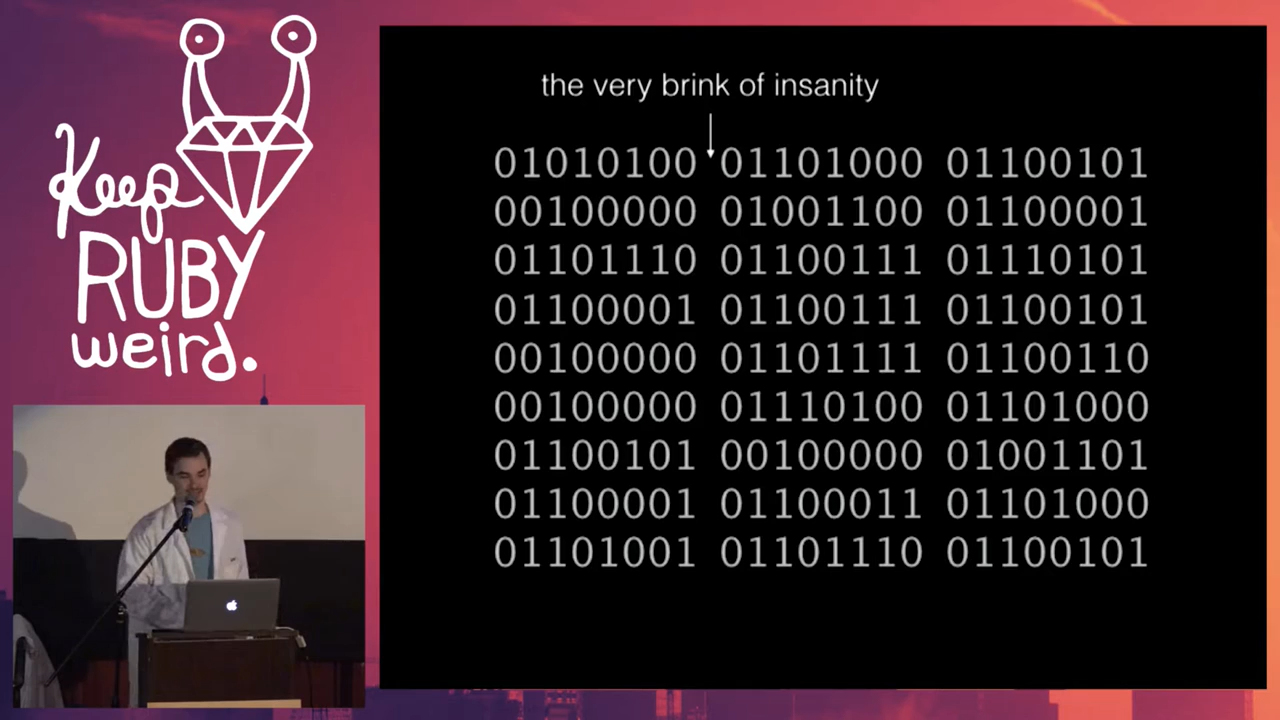 Keep
RUBY
weird.
the very brink of insanity
01010100 01101000 01100101
00100000 01001100 01100001
01101110 01100111 01110101
01100001 01100111 01100101
00100000 01101111 01100110
00100000 01110100 01101000
01100101 00100000 01001101
01100001 01100011 01101000
01101001 01101110 01100101